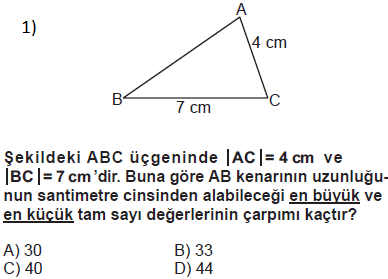 1)
A
4 cm
B
C
7 cm
Şekildeki ABC üçgeninde |AC|= 4 cm ve
|BC|= 7 cm'dir. Buna göre AB kenarının uzunluğu-
nun santimetre cinsinden alabileceği en büyük ve
en küçük tam sayı değerlerinin çarpımı kaçtır?
A) 30 B) 33
C) 40 D) 44